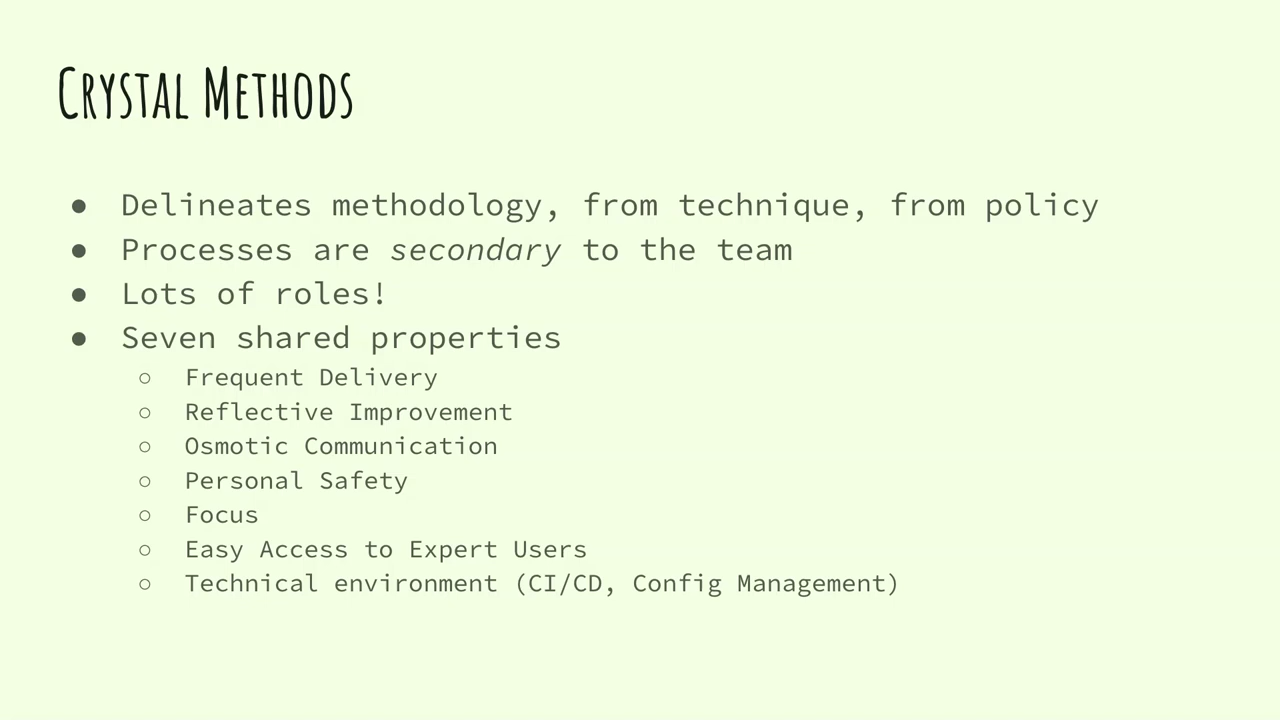 Crystal Methods
● Delineates methodology, from technique, from policy
● Processes are secondary to the team
● Lots of roles!
● Seven shared properties
○ Frequent Delivery
○ Reflective Improvement
○ Osmotic Communication
○ Personal Safety
○ Focus
○ Easy Access to Expert Users
○ Technical environment (CI/CD, Config Management)